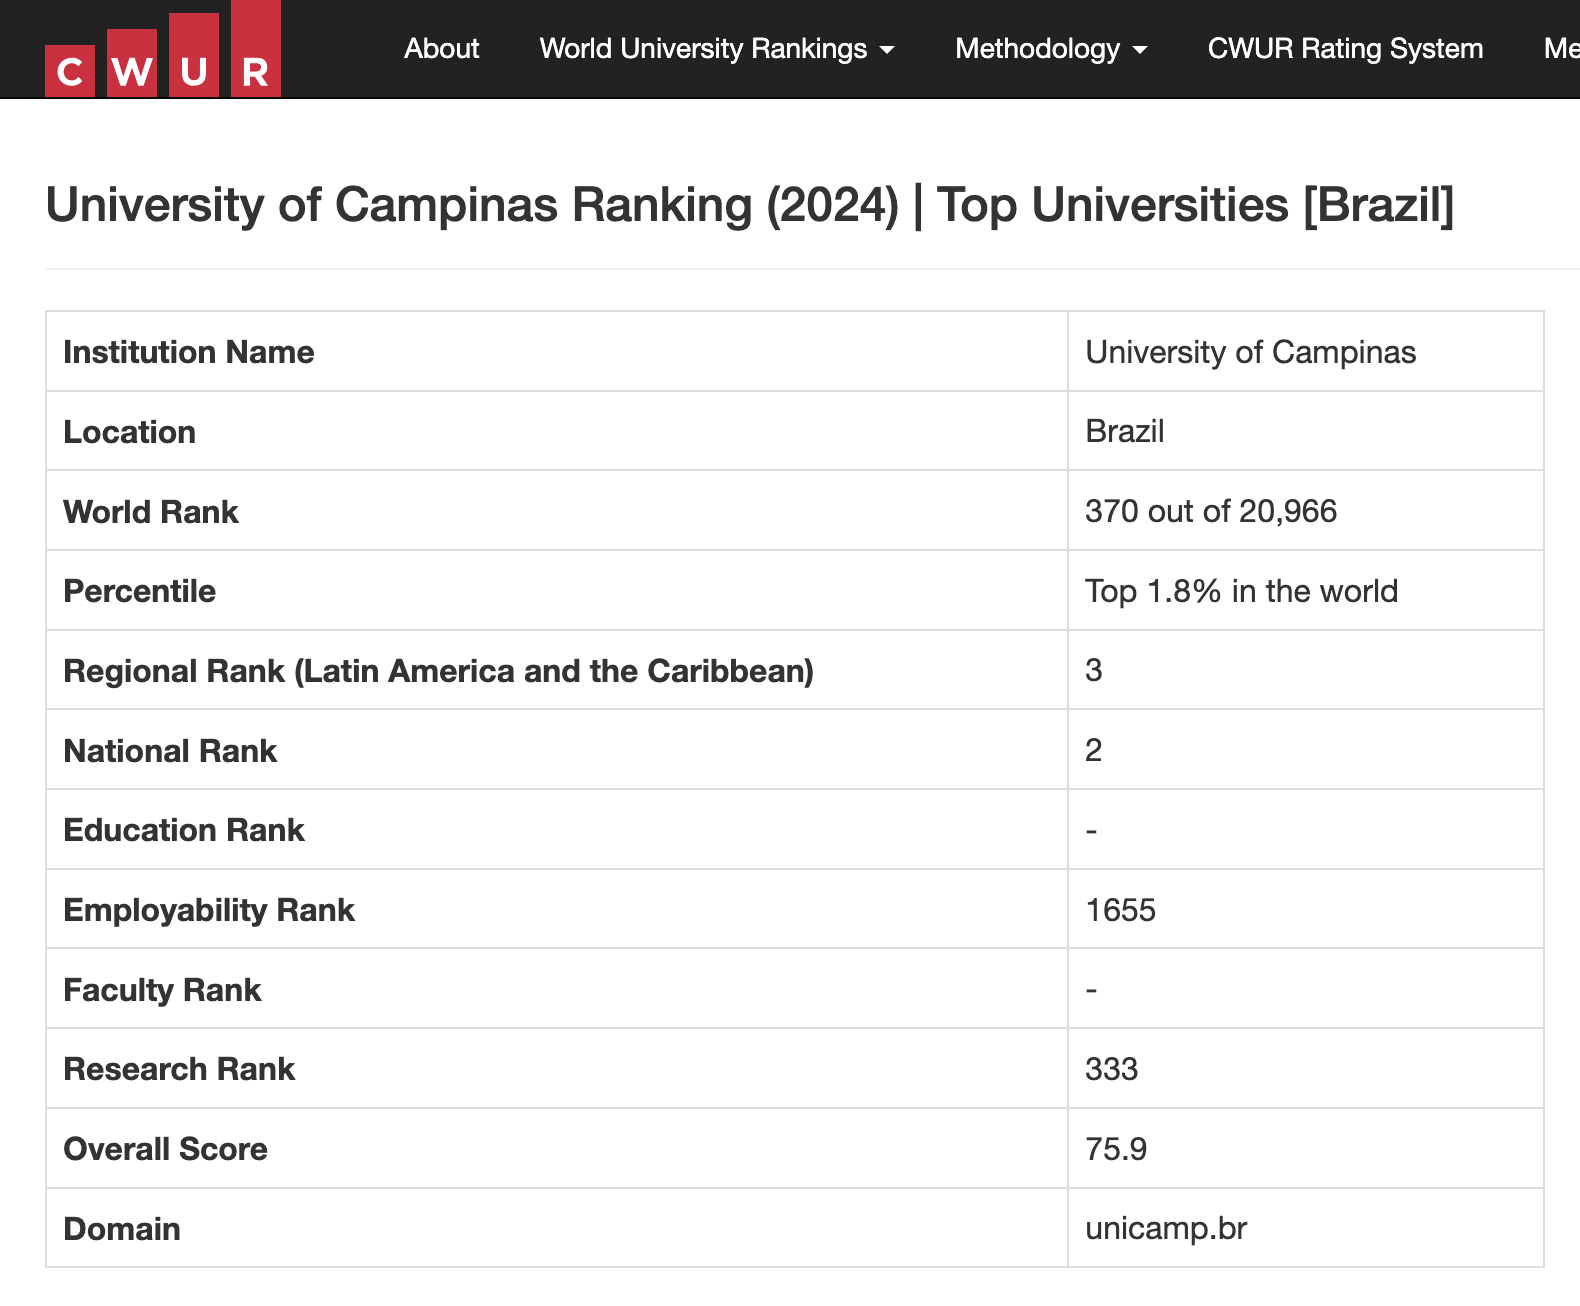 CWUR
About World University Rankings Methodology CWUR Rating System Me
University of Campinas Ranking (2024) | Top Universities [Brazil]
Institution Name University of Campinas
Location Brazil
World Rank 370 out of 20,966
Percentile Top 1.8% in the world
Regional Rank (Latin America and the Caribbean) 3
National Rank 2
Education Rank -
Employability Rank 1655
Faculty Rank -
Research Rank 333
Overall Score 75.9
Domain unicamp.br